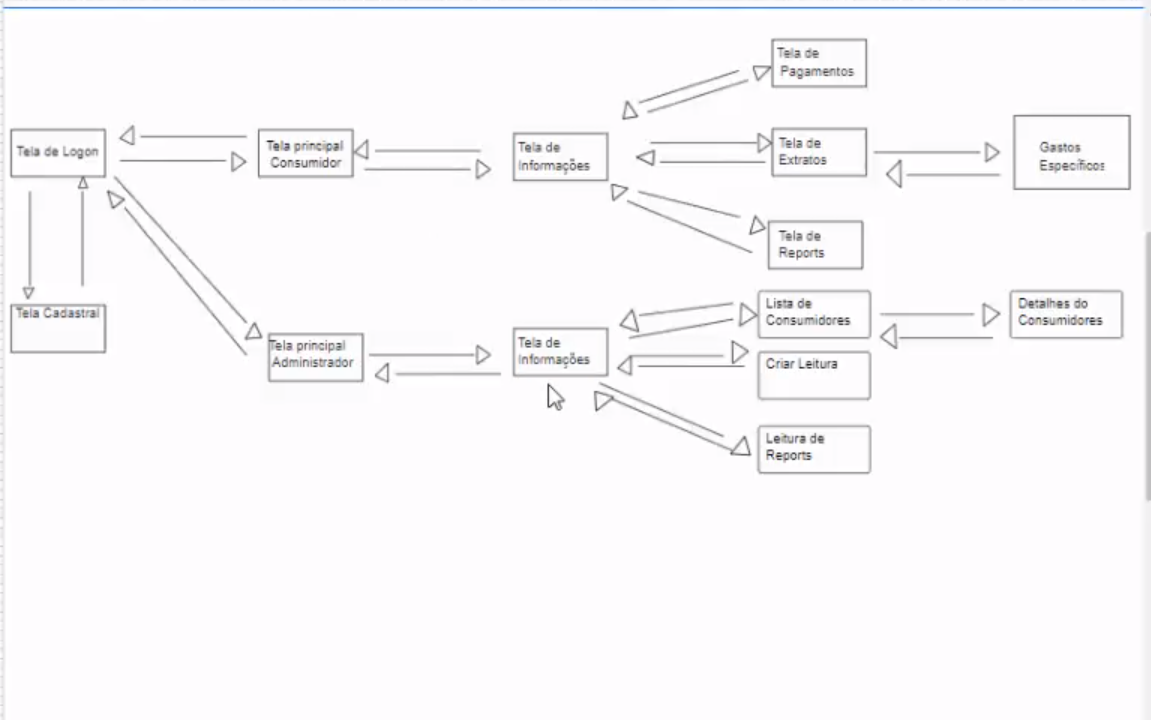 Tela de
Pagamentos
Tela de Logon
Tela principal
Consumidor
Tela de
Informações
Tela de
Extratos
Gastos
Específicos
Tela de
Reports
Tela Cadastral
Tela principal
Administrador
Tela de
Informações
Lista de
Consumidores
Detalhes do
Consumidores
Criar Leitura
Leitura de
Reports